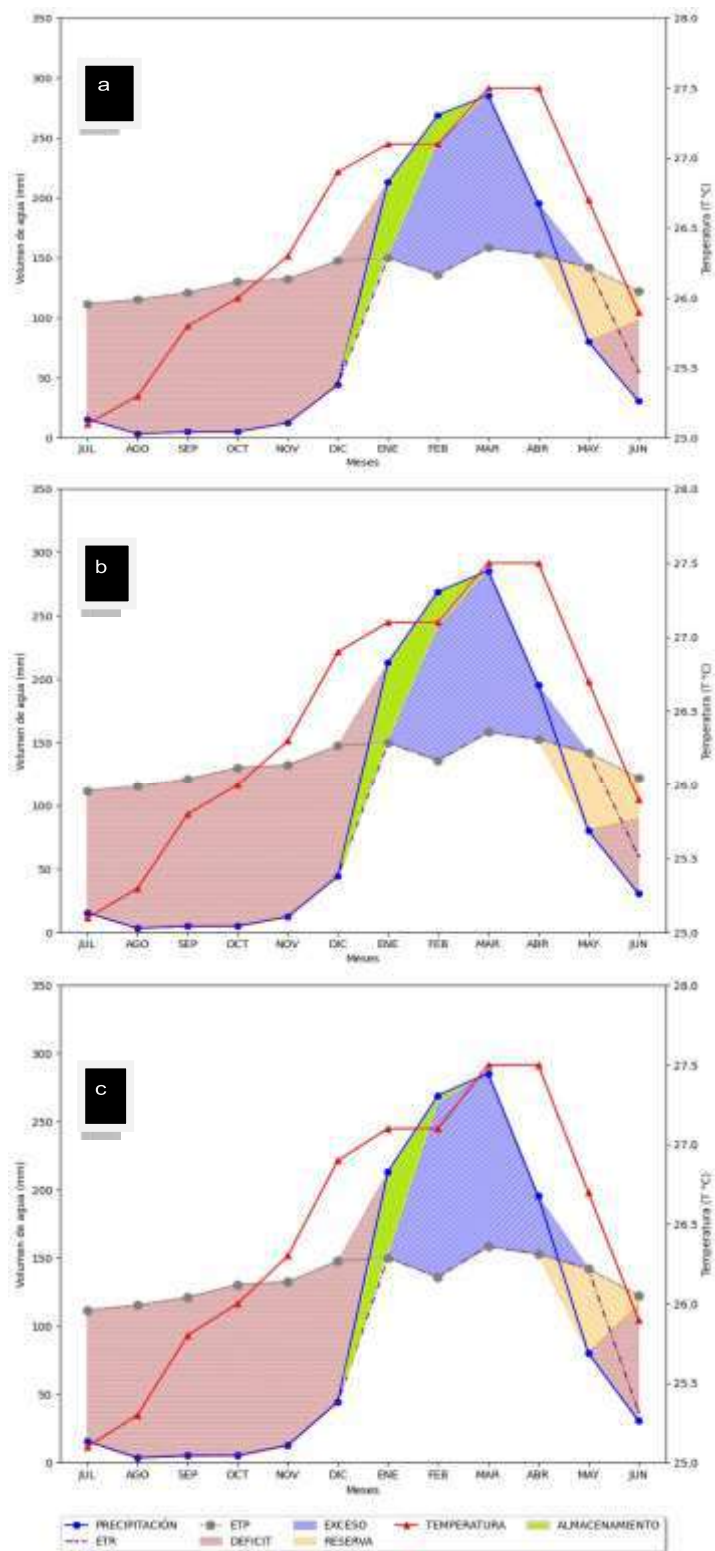 a
350
300
250
200
150
100
50
0
Volumen de agua (mm)
28.0
27.5
27.0
26.5
26.0
25.5
25.0
Temperatura (T °C)
JUL AGO SEP OCT NOV DIC ENE FEB MAR ABR MAY JUN
Meses
b
350
300
250
200
150
100
50
0
Volumen de agua (mm)
28.0
27.5
27.0
26.5
26.0
25.5
25.0
Temperatura (T °C)
JUL AGO SEP OCT NOV DIC ENE FEB MAR ABR MAY JUN
Meses
c
350
300
250
200
150
100
50
0
Volumen de agua (mm)
28.0
27.5
27.0
26.5
26.0
25.5
25.0
Temperatura (T °C)
JUL AGO SEP OCT NOV DIC ENE FEB MAR ABR MAY JUN
Meses
PRECIPITACIÓN ETP EXCESO TEMPERATURA ALMACENAMIENTO
ETR DEFICIT RESERVA